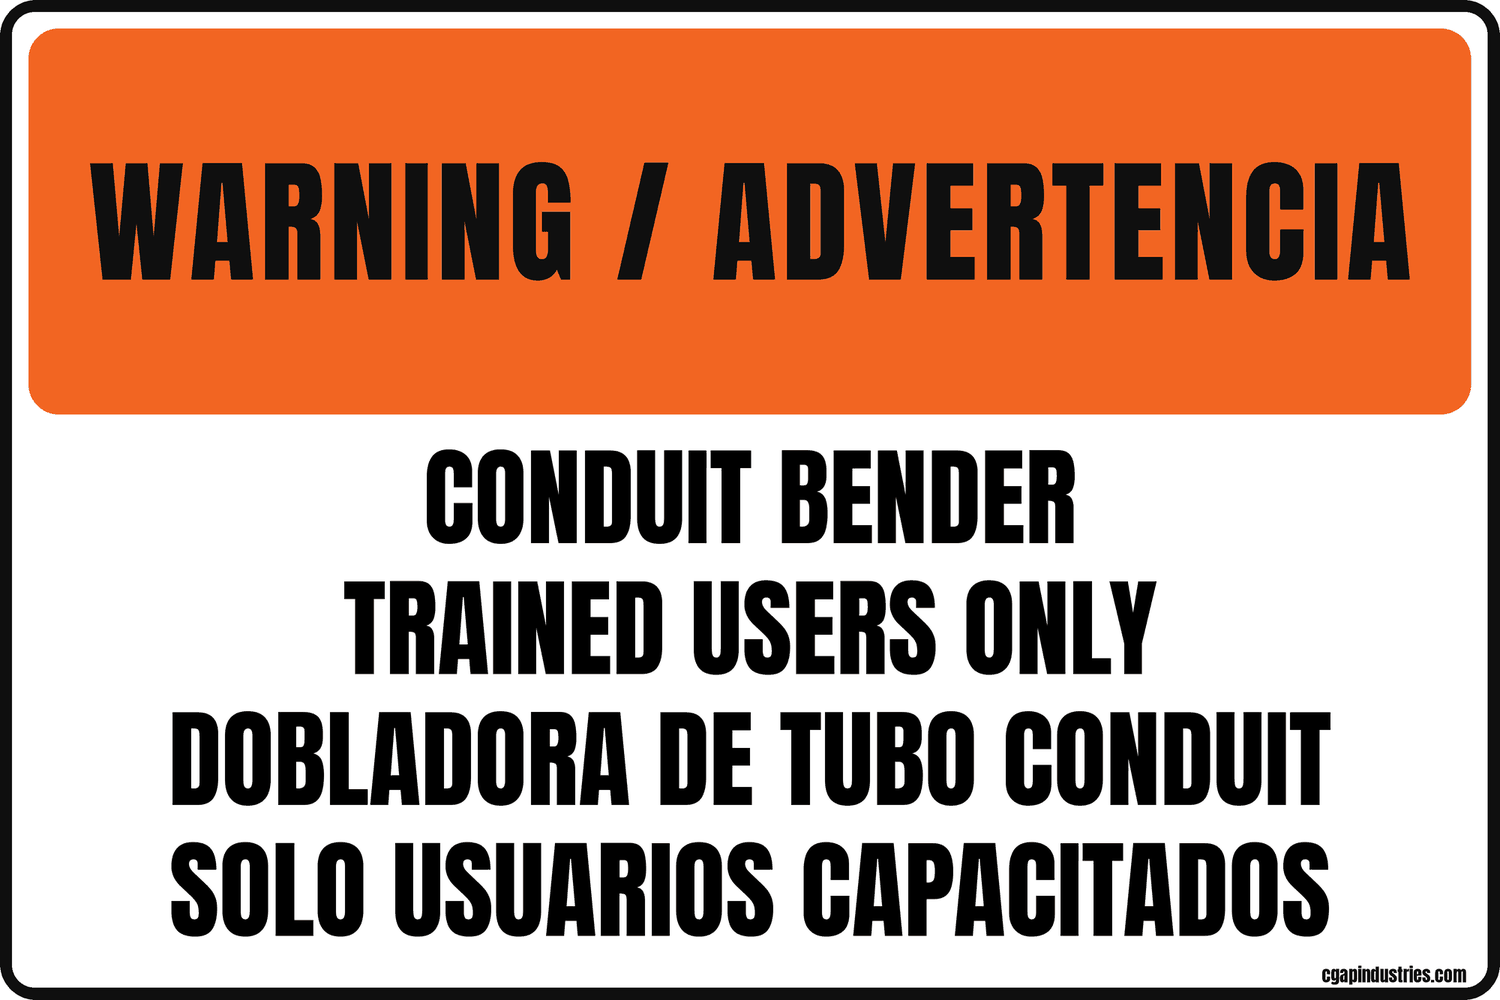 WARNING / ADVERTENCIA
CONDUIT BENDER
TRAINED USERS ONLY
DOBLADORA DE TUBO CONDUIT
SOLO USUARIOS CAPACITADOS
cgapindustries.com